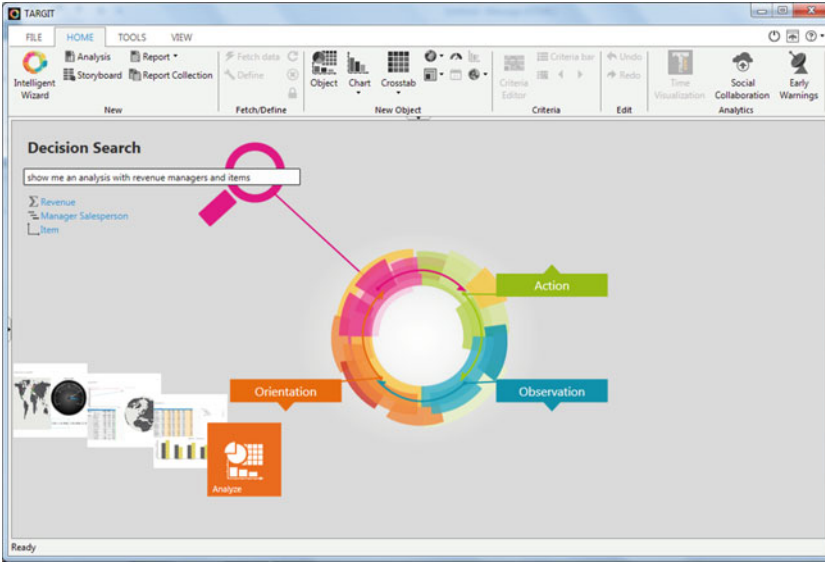 TARGIT
FILE HOME TOOLS VIEW
Intelligent Wizard
Analysis
Report
Storyboard
Report Collection
New
Fetch data
Define
Fetch/Define
Object
Chart
Crosstab
New Object
Criteria Editor
Criteria bar
Criteria
Undo
Redo
Edit
Time Visualization
Social Collaboration
Early Warnings
Analytics
Decision Search
show me an analysis with revenue managers and items
Revenue
Manager Salesperson
Item
Action
Orientation
Observation
Analyze
Ready